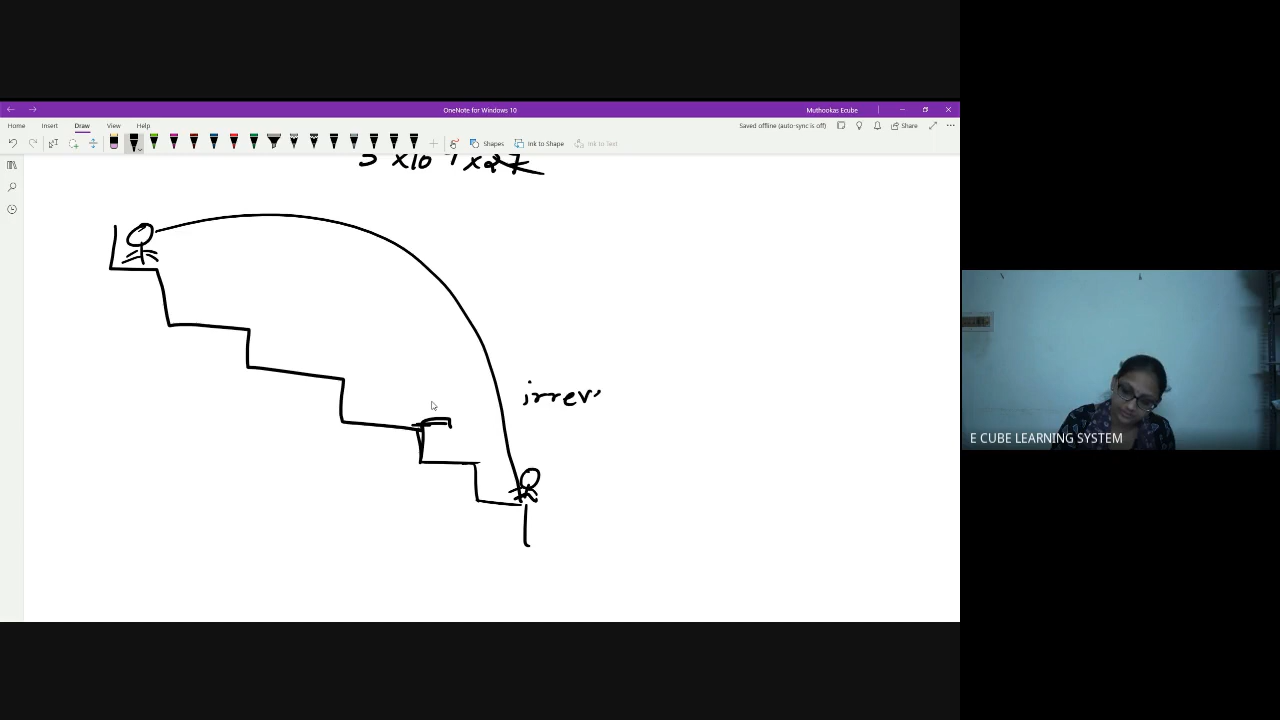 OneNote for Windows 10
Muthookas Ecube
Home Insert Draw View Help
Saved offline (auto-sync is off)
Share
Shapes
Ink to Shape
Ink to Text
irrev
E CUBE LEARNING SYSTEM